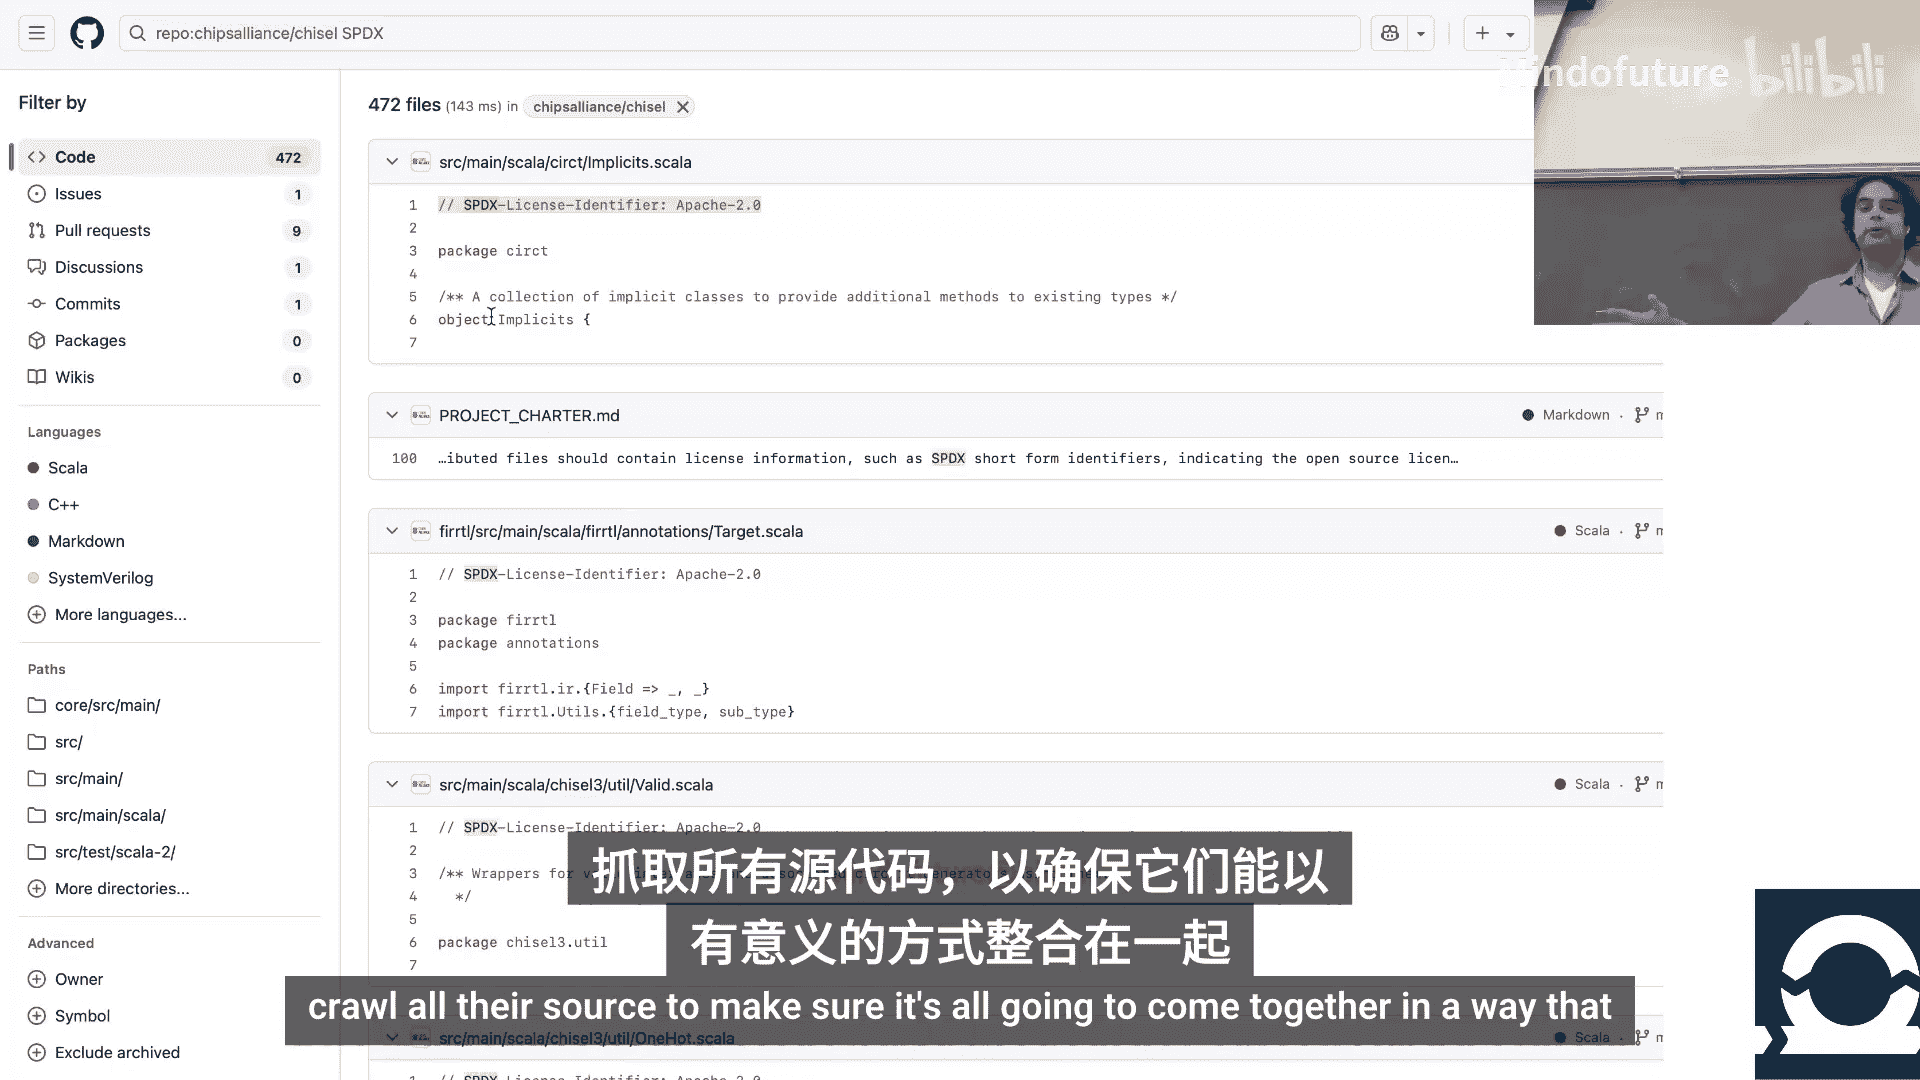 repo:chipsalliance/chisel SPDX
indofuture bilibili
Filter by
Code 472
Issues 1
Pull requests 9
Discussions 1
Commits 1
Packages 0
Wikis 0
Languages
Scala
C++
Markdown
SystemVerilog
More languages...
Paths
core/src/main/
src/
src/main/
src/main/scala/
src/test/scala-2/
More directories...
Advanced
Owner
Symbol
Exclude archived
472 files (143 ms) in chipsalliance/chisel
src/main/scala/circt/Implicits.scala
1 // SPDX-License-Identifier: Apache-2.0
2
3 package circt
4
5 /** A collection of implicit classes to provide additional methods to existing types */
6 object Implicits {
7
PROJECT_CHARTER.md Markdown · m
100 …ibuted files should contain license information, such as SPDX short form identifiers, indicating the open source licen…
firrtl/src/main/scala/firrtl/annotations/Target.scala Scala · m
1 // SPDX-License-Identifier: Apache-2.0
2
3 package firrtl
4 package annotations
5
6 import firrtl.ir.{Field => _, _}
7 import firrtl.Utils.{field_type, sub_type}
src/main/scala/chisel3/util/Valid.scala Scala · m
1 // SPDX-License-Identifier: Apache-2.0
2
3 /** Wrappers for
4 */
5
6 package chisel3.util
7
抓取所有源代码，以确保它们能以
有意义的方式整合在一起
crawl all their source to make sure it's all going to come together in a way that
src/main/scala/chisel3/util/OneHot.scala Scala · m
1 // SPDX-License-Identifier: Apache-2.0